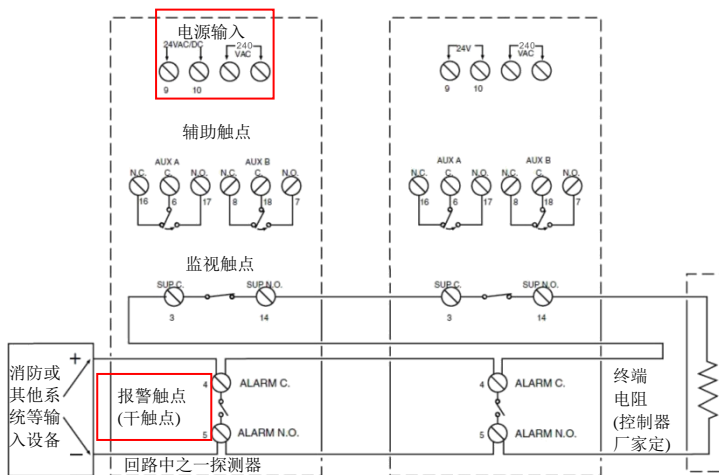 电源输入
24VAC/DC 240
VAC
9 10
24V 240
VAC
9 10
辅助触点
AUX A AUX B
N.C. C. N.O. N.C. C. N.O.
16 6 17 8 18 7
AUX A AUX B
N.C. C. N.O. N.C. C. N.O.
16 6 17 8 18 7
监视触点
SUP.C. SUP.N.O.
3 14
SUP.C. SUP.N.O.
3 14
+
消防或
其他系
统等输
入设备
−
报警触点
(干触点)
4 ALARM C.
5 ALARM N.O.
4 ALARM C.
5 ALARM N.O.
终端
电阻
(控制器
厂家定)
回路中之一探测器